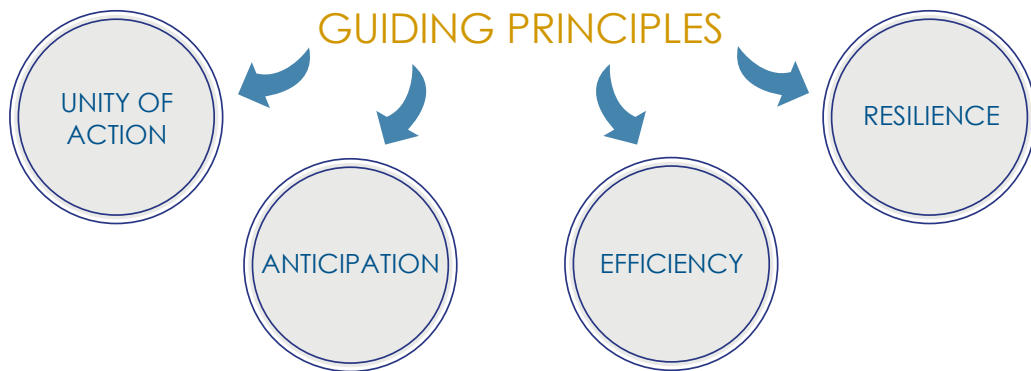 GUIDING PRINCIPLES
UNITY OF
ACTION
ANTICIPATION
EFFICIENCY
RESILIENCE